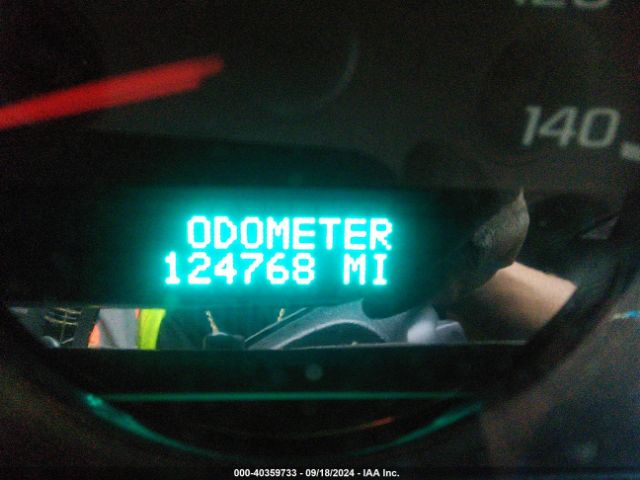 140
ODOMETER
124768 MI
000-40359733 - 09/18/2024 - IAA Inc.